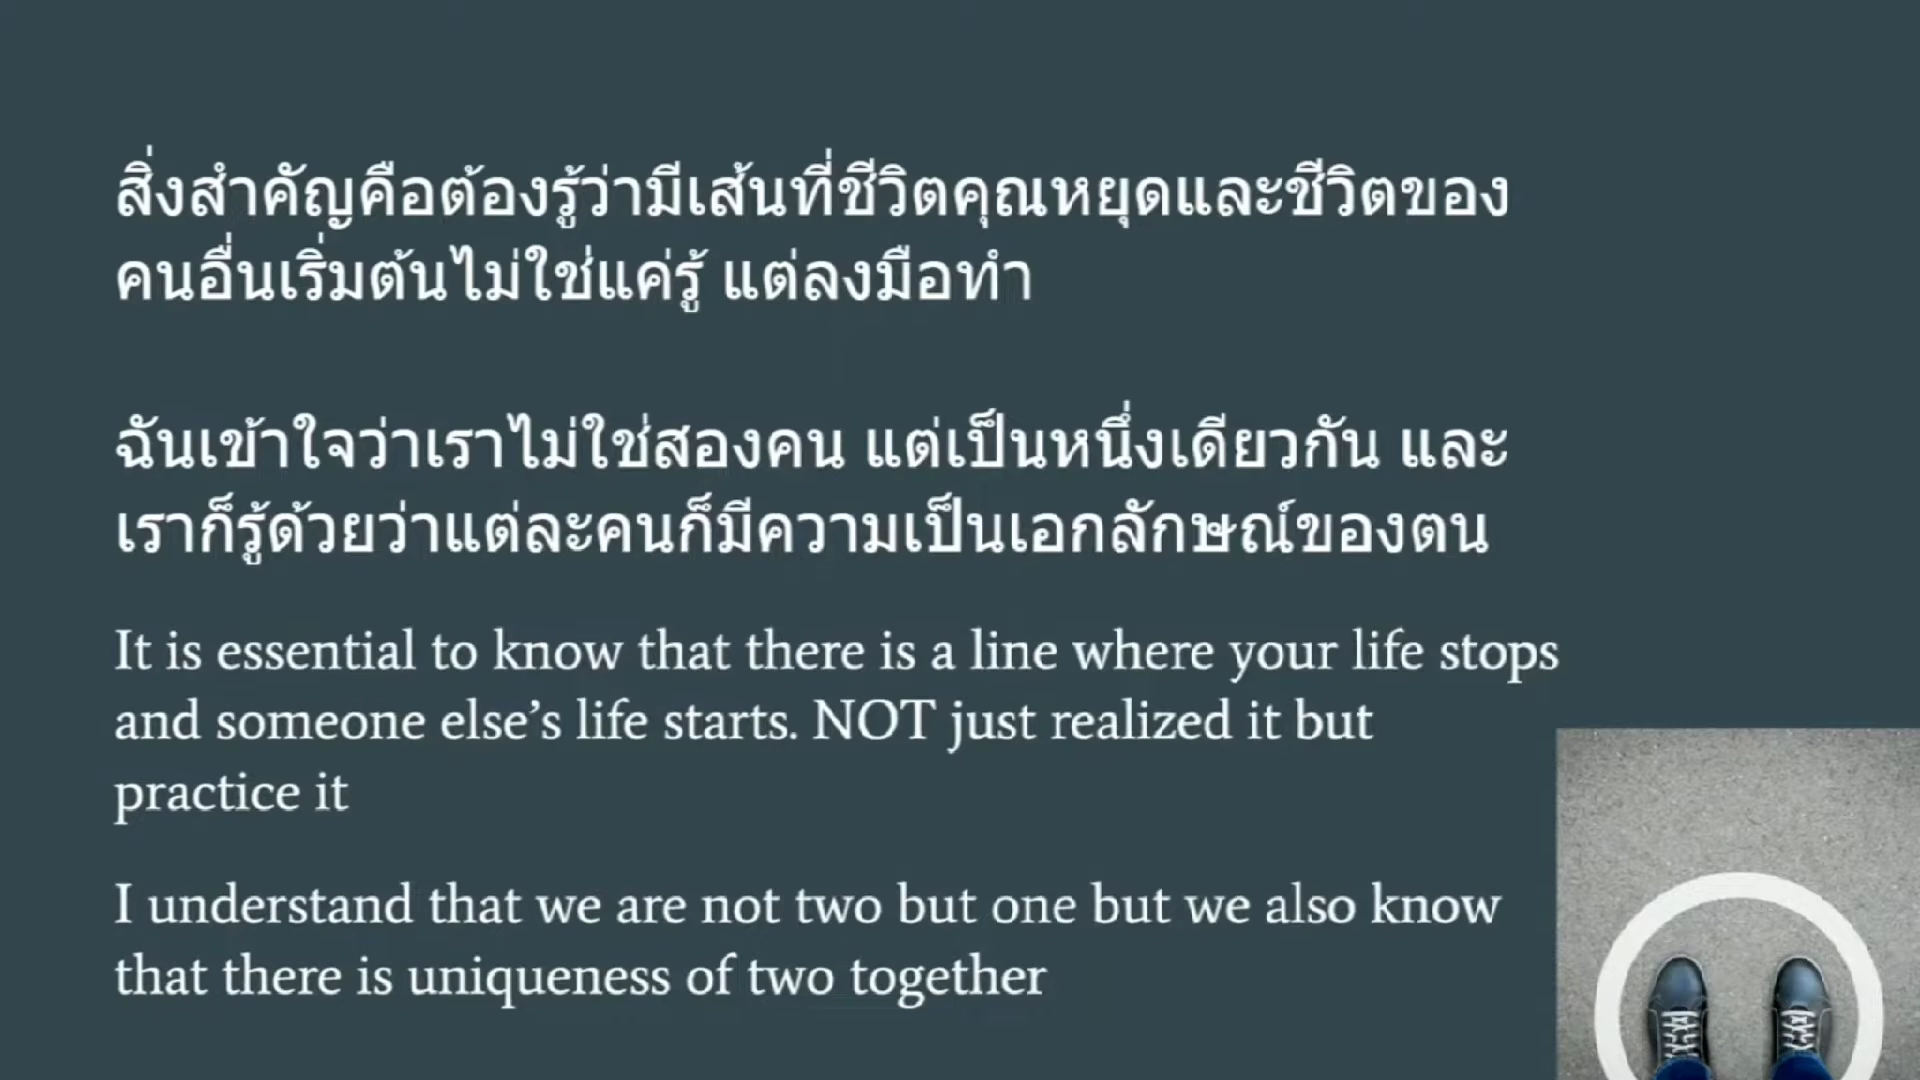 สิ่งสำคัญคือต้องรู้ว่ามีเส้นที่ชีวิตคุณหยุดและชีวิตของ
คนอื่นเริ่มต้นไม่ใช่แค่รู้ แต่ลงมือทำ
ฉันเข้าใจว่าเราไม่ใช่สองคน แต่เป็นหนึ่งเดียวกัน และ
เราก็รู้ด้วยว่าแต่ละคนก็มีความเป็นเอกลักษณ์ของตน
It is essential to know that there is a line where your life stops
and someone else’s life starts. NOT just realized it but
practice it
I understand that we are not two but one but we also know
that there is uniqueness of two together